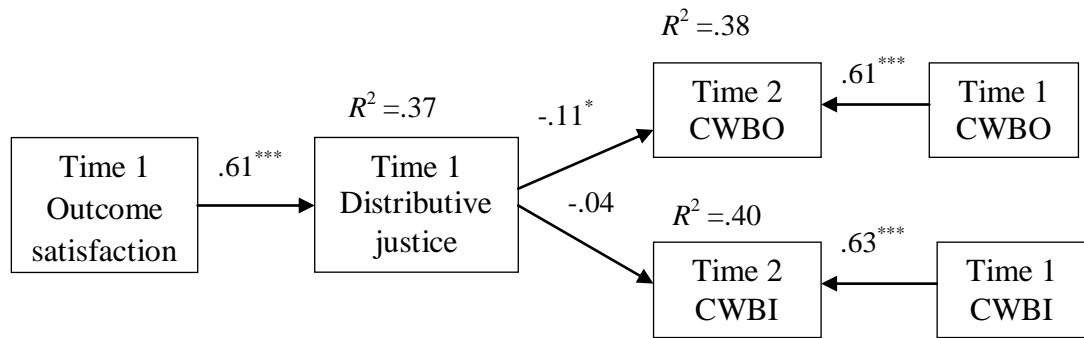 R² =.38
Time 2
CWBO
.61***
Time 1
CWBO
R² =.37
-.11*
Time 1
Outcome
satisfaction
.61***
Time 1
Distributive
justice
-.04
R² =.40
Time 2
CWBI
.63***
Time 1
CWBI